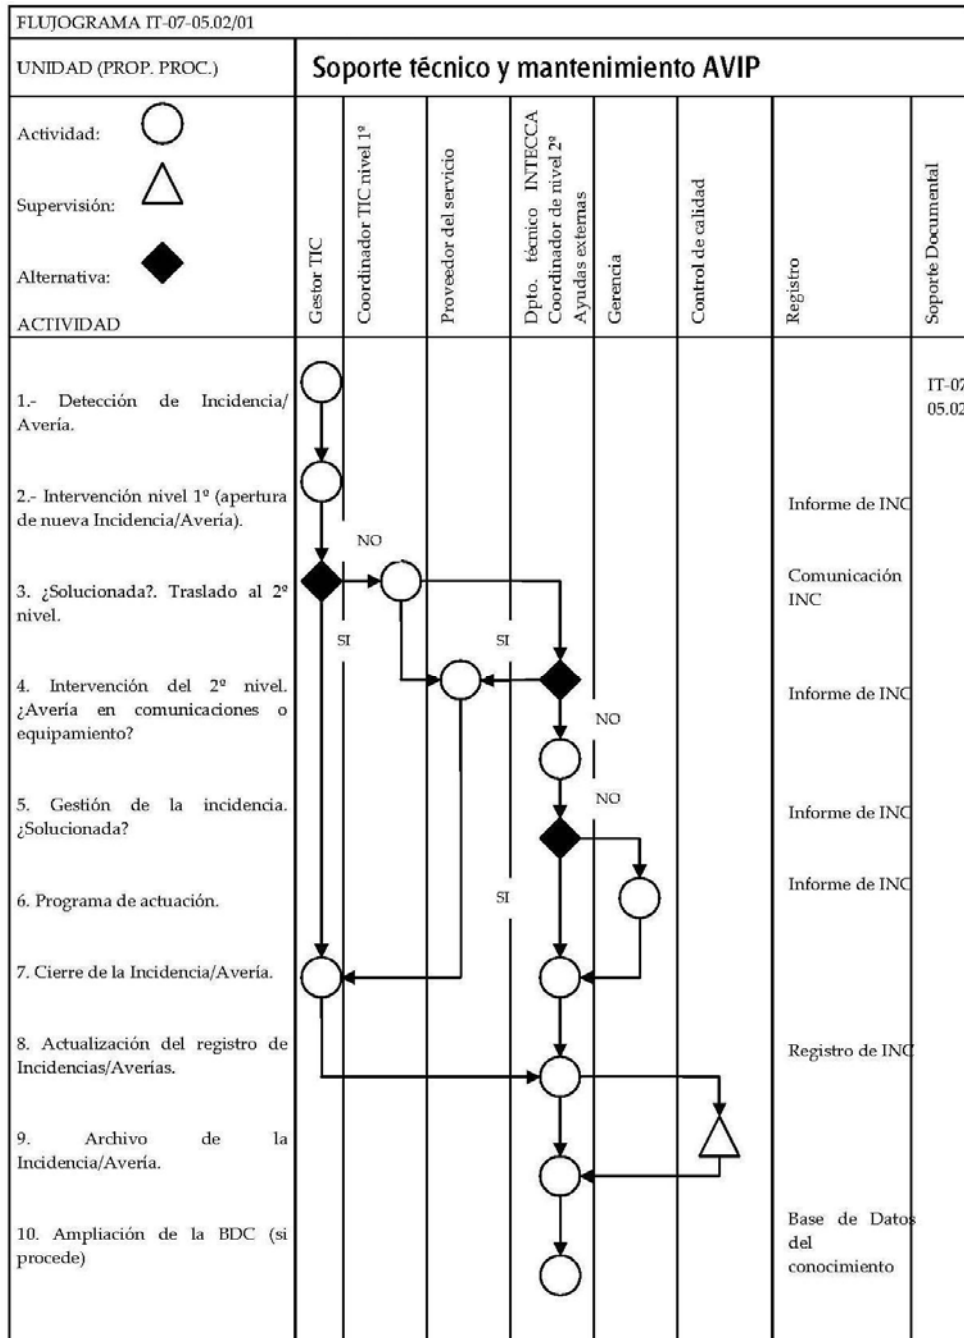 FLUJOGRAMA IT-07-05.02/01
UNIDAD (PROP. PROC.)
Soporte técnico y mantenimiento AVIP
Actividad:
Supervisión:
Alternativa:
ACTIVIDAD
Gestor TIC
Coordinador TIC nivel 1º
Proveedor del servicio
Dpto. técnico INTECCA
Coordinador de nivel 2º
Ayudas externas
Gerencia
Control de calidad
Registro
Soporte Documental
1.- Detección de Incidencia/
Avería.
IT-07
05.02
2.- Intervención nivel 1º (apertura
de nueva Incidencia/Avería).
Informe de INC
NO
3. ¿Solucionada?. Traslado al 2º
nivel.
Comunicación
INC
SI
SI
4. Intervención del 2º nivel.
¿Avería en comunicaciones o
equipamiento?
Informe de INC
NO
5. Gestión de la incidencia.
¿Solucionada?
NO
Informe de INC
6. Programa de actuación.
SI
Informe de INC
7. Cierre de la Incidencia/Avería.
8. Actualización del registro de
Incidencias/Averías.
Registro de INC
9. Archivo de la
Incidencia/Avería.
10. Ampliación de la BDC (si
procede)
Base de Datos
del
conocimiento